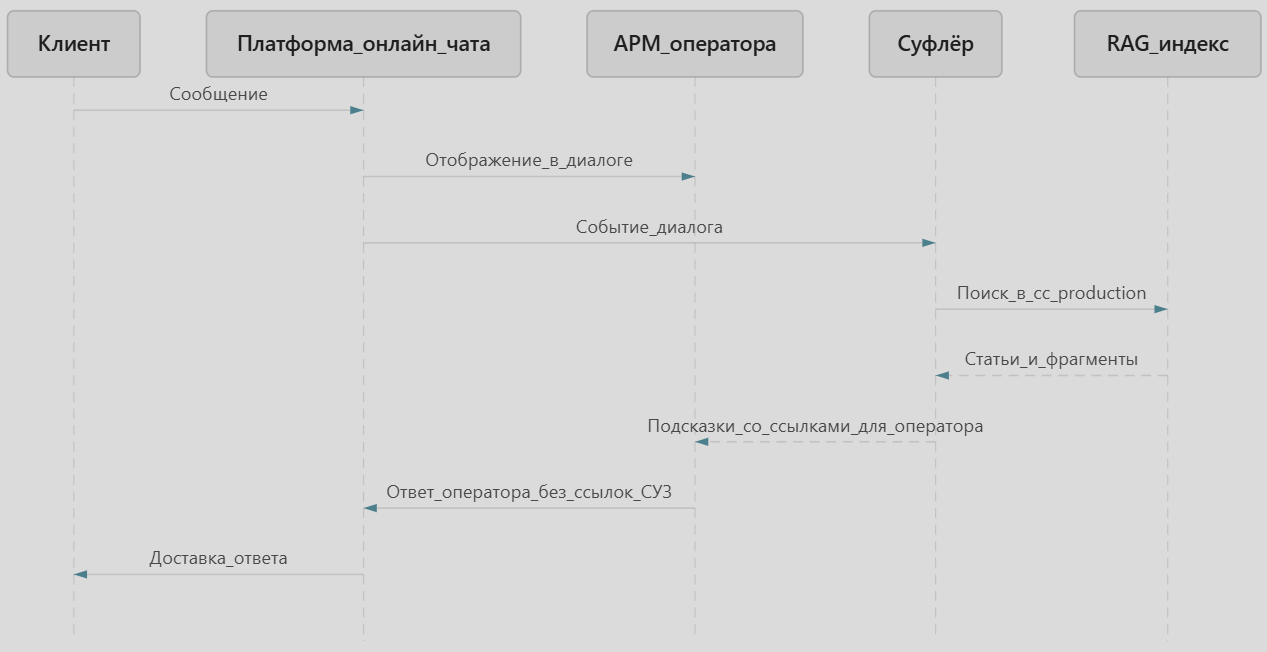 Клиент
Платформа_онлайн_чата
АРМ_оператора
Суфлёр
RAG_индекс
Сообщение
Отображение_в_диалоге
Событие_диалога
Поиск_в_cc_production
Статьи_и_фрагменты
Подсказки_со_ссылками_для_оператора
Ответ_оператора_без_ссылок_СУЗ
Доставка_ответа